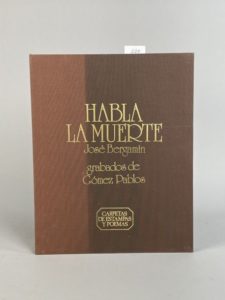 HABLA
LA MUERTE
José Bergamín
grabados de
Gómez Pablos
CARPETAS
DE ESTAMPAS
Y POEMAS